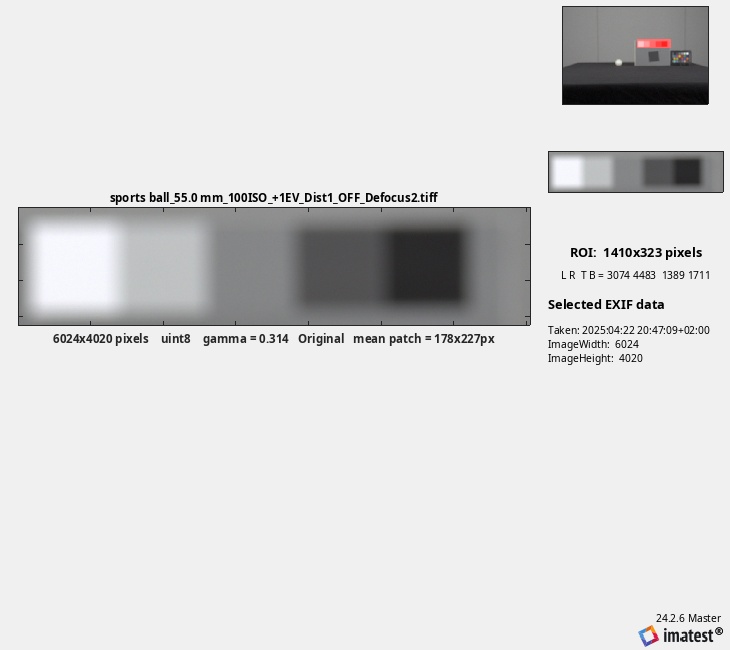 sports ball_55.0 mm_100ISO_+1EV_Dist1_OFF_Defocus2.tiff
6024x4020 pixels    uint8    gamma = 0.314   Original   mean patch = 178x227px
ROI:  1410x323 pixels
L R  T B = 3074 4483  1389 1711
Selected EXIF data
Taken: 2025:04:22 20:47:09+02:00
ImageWidth:  6024
ImageHeight:  4020
24.2.6 Master
imatest®